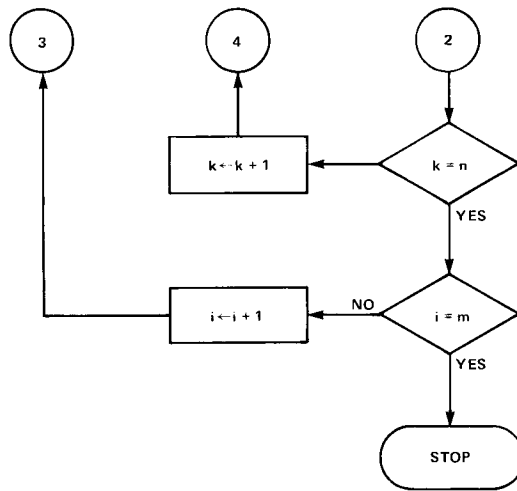 3
4
2
k←k + 1
k = n
YES
i←i + 1
NO
i = m
YES
STOP